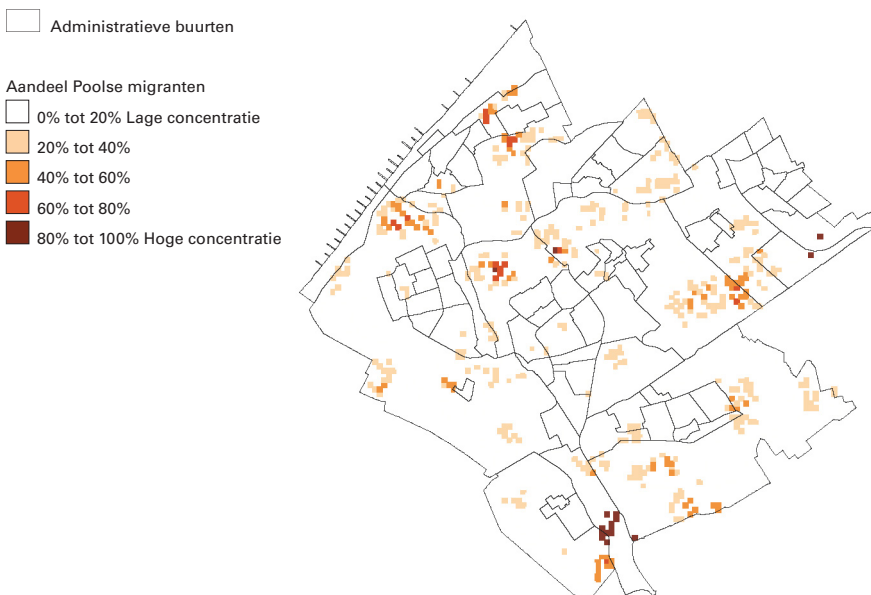 Administratieve buurten
Aandeel Poolse migranten
0% tot 20% Lage concentratie
20% tot 40%
40% tot 60%
60% tot 80%
80% tot 100% Hoge concentratie